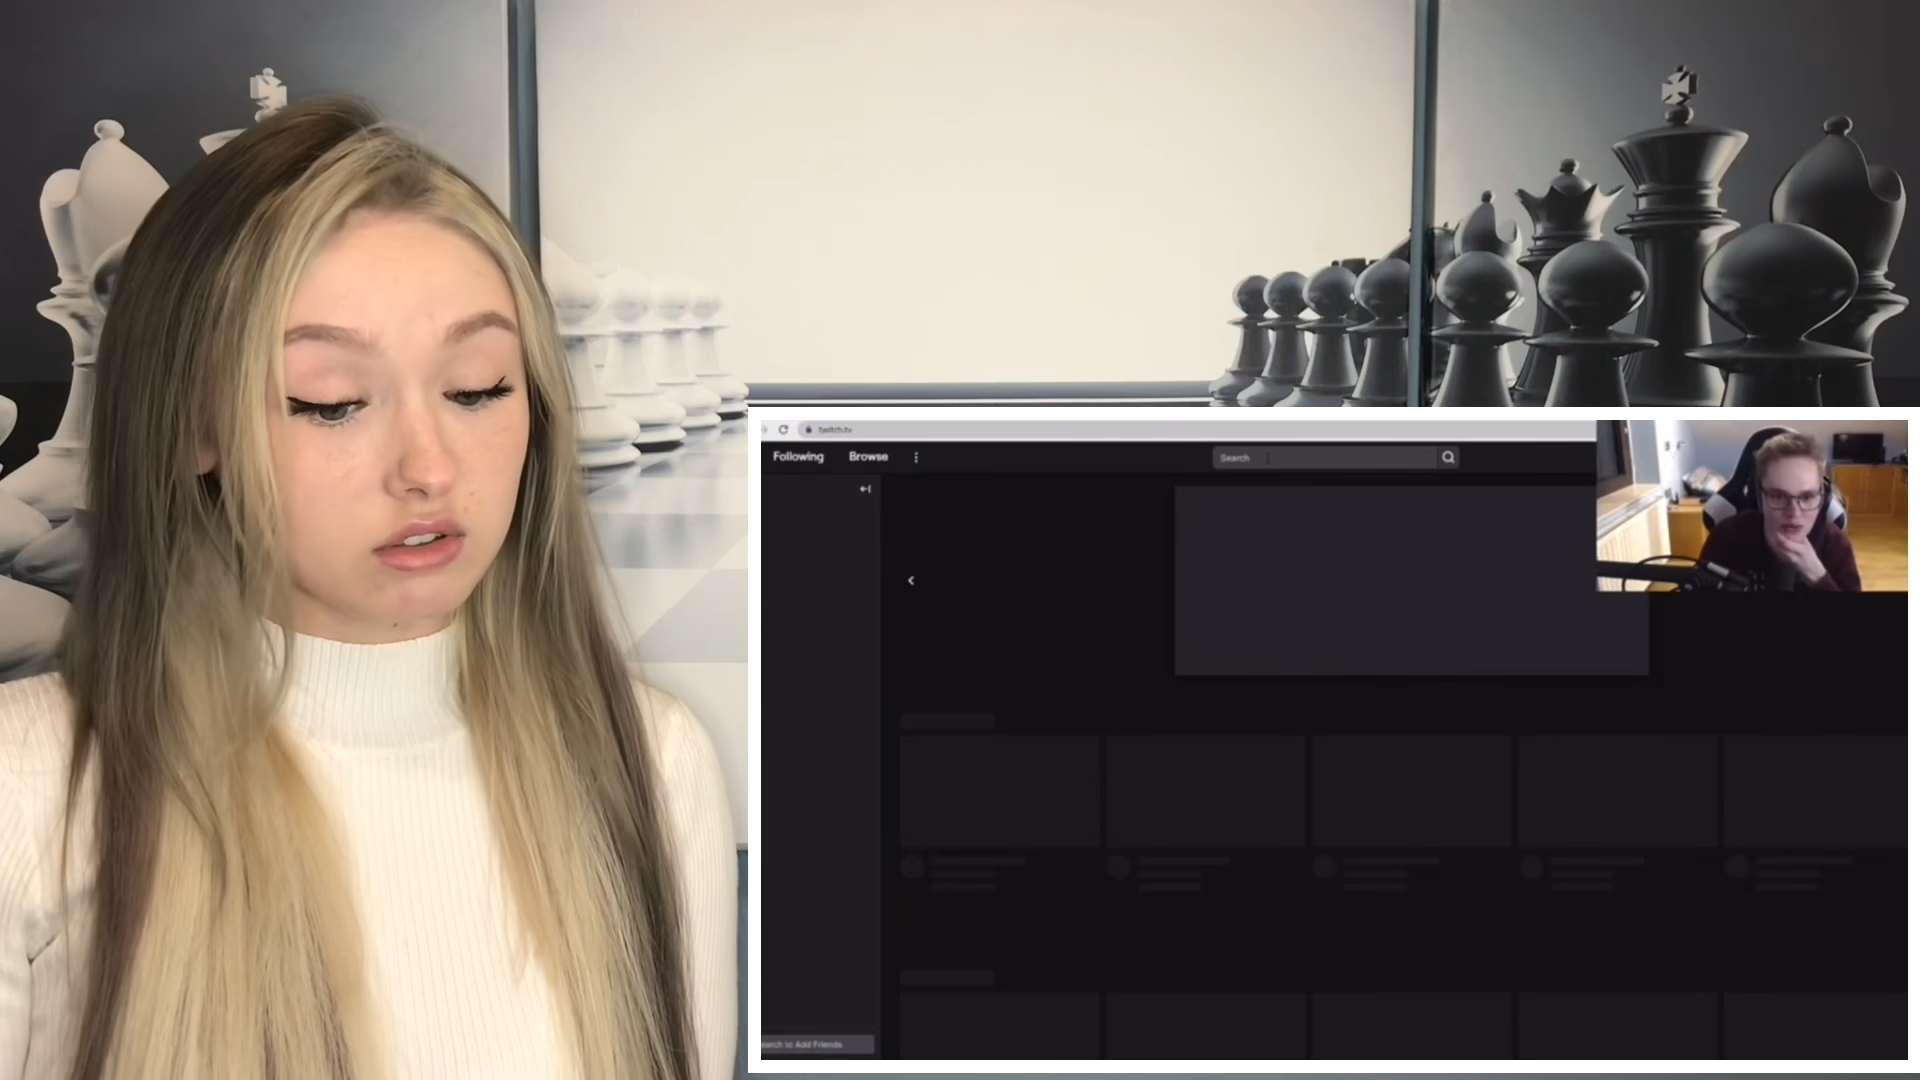 twitch.tv
Following
Browse
Search
earch to Add Friends